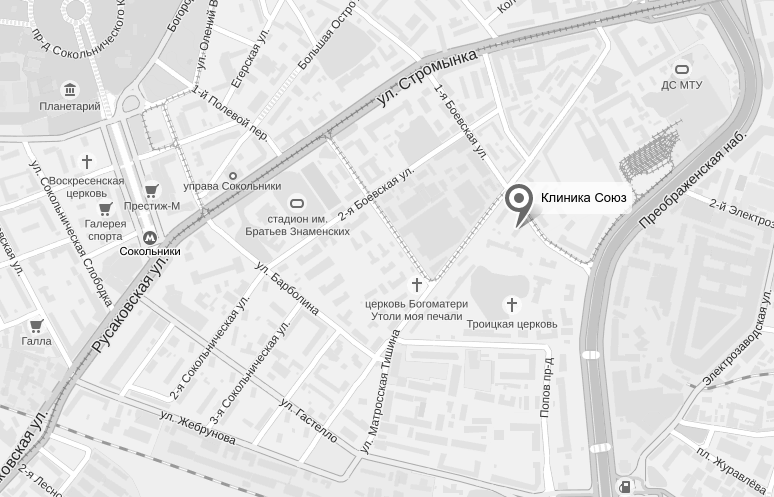 пр-д Сокольнического К
Богоро
ул. Олений В
Егерская ул.
Большая Остро
Кол
ул. Стромынка
Планетарий
1-й Полевой пер.
1-я Боевская ул.
ДС МТУ
Преображенская наб.
Воскресенская
церковь
Престиж-М
управа Сокольники
2-я Боевская ул.
Клиника Союз
2-й Электроз
Галерея
спорта
стадион им.
Братьев Знаменских
Сокольники
ул. Сокольническая Слободка
овская ул.
Русаковская ул.
ул. Барболина
церковь Богоматери
Утоли моя печали
Троицкая церковь
Галла
2-я Сокольническая ул.
3-я Сокольническая ул.
ул. Матросская Тишина
Попов пр-д
Электрозаводская ул.
ул. Жебрунова
ул. Гастелло
ковская ул.
2-я Лесно
пл. Журавлёва